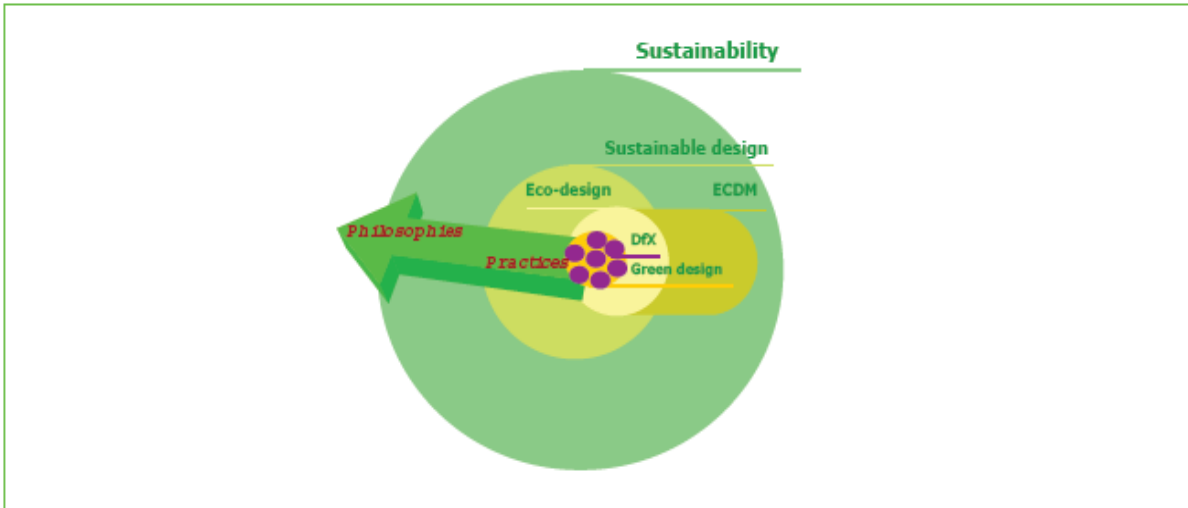 Sustainability
Sustainable design
Eco-design
ECDM
Philosophies
DfX
Practices
Green design